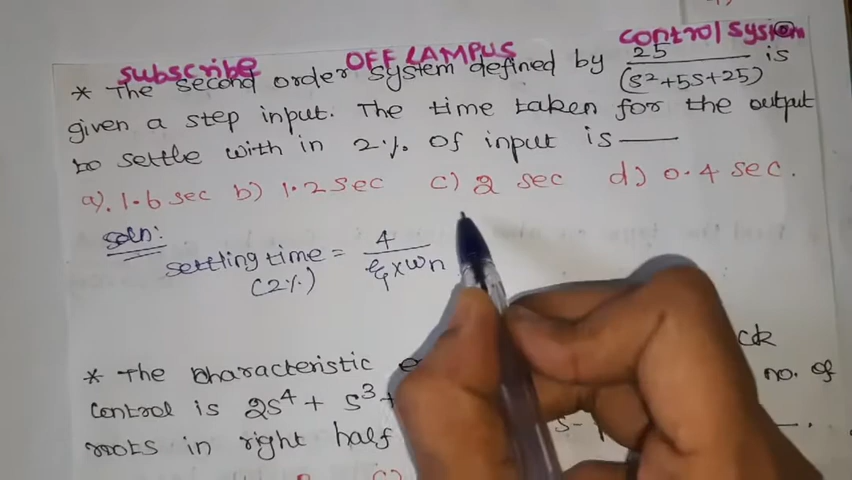 subscribe OFF CAMPUS control system
* The second order system defined by 25 / (s²+5s+25) is
given a step input. The time taken for the output
to settle with in 2% of input is ___
a). 1.6 sec b) 1.2 sec c) 2 sec d) 0.4 sec.
soln:
settling time = 4 / ξ×ωn
(2%)
* The characteristic
control is 2s⁴ + s³ + no. of
roots in right half s-